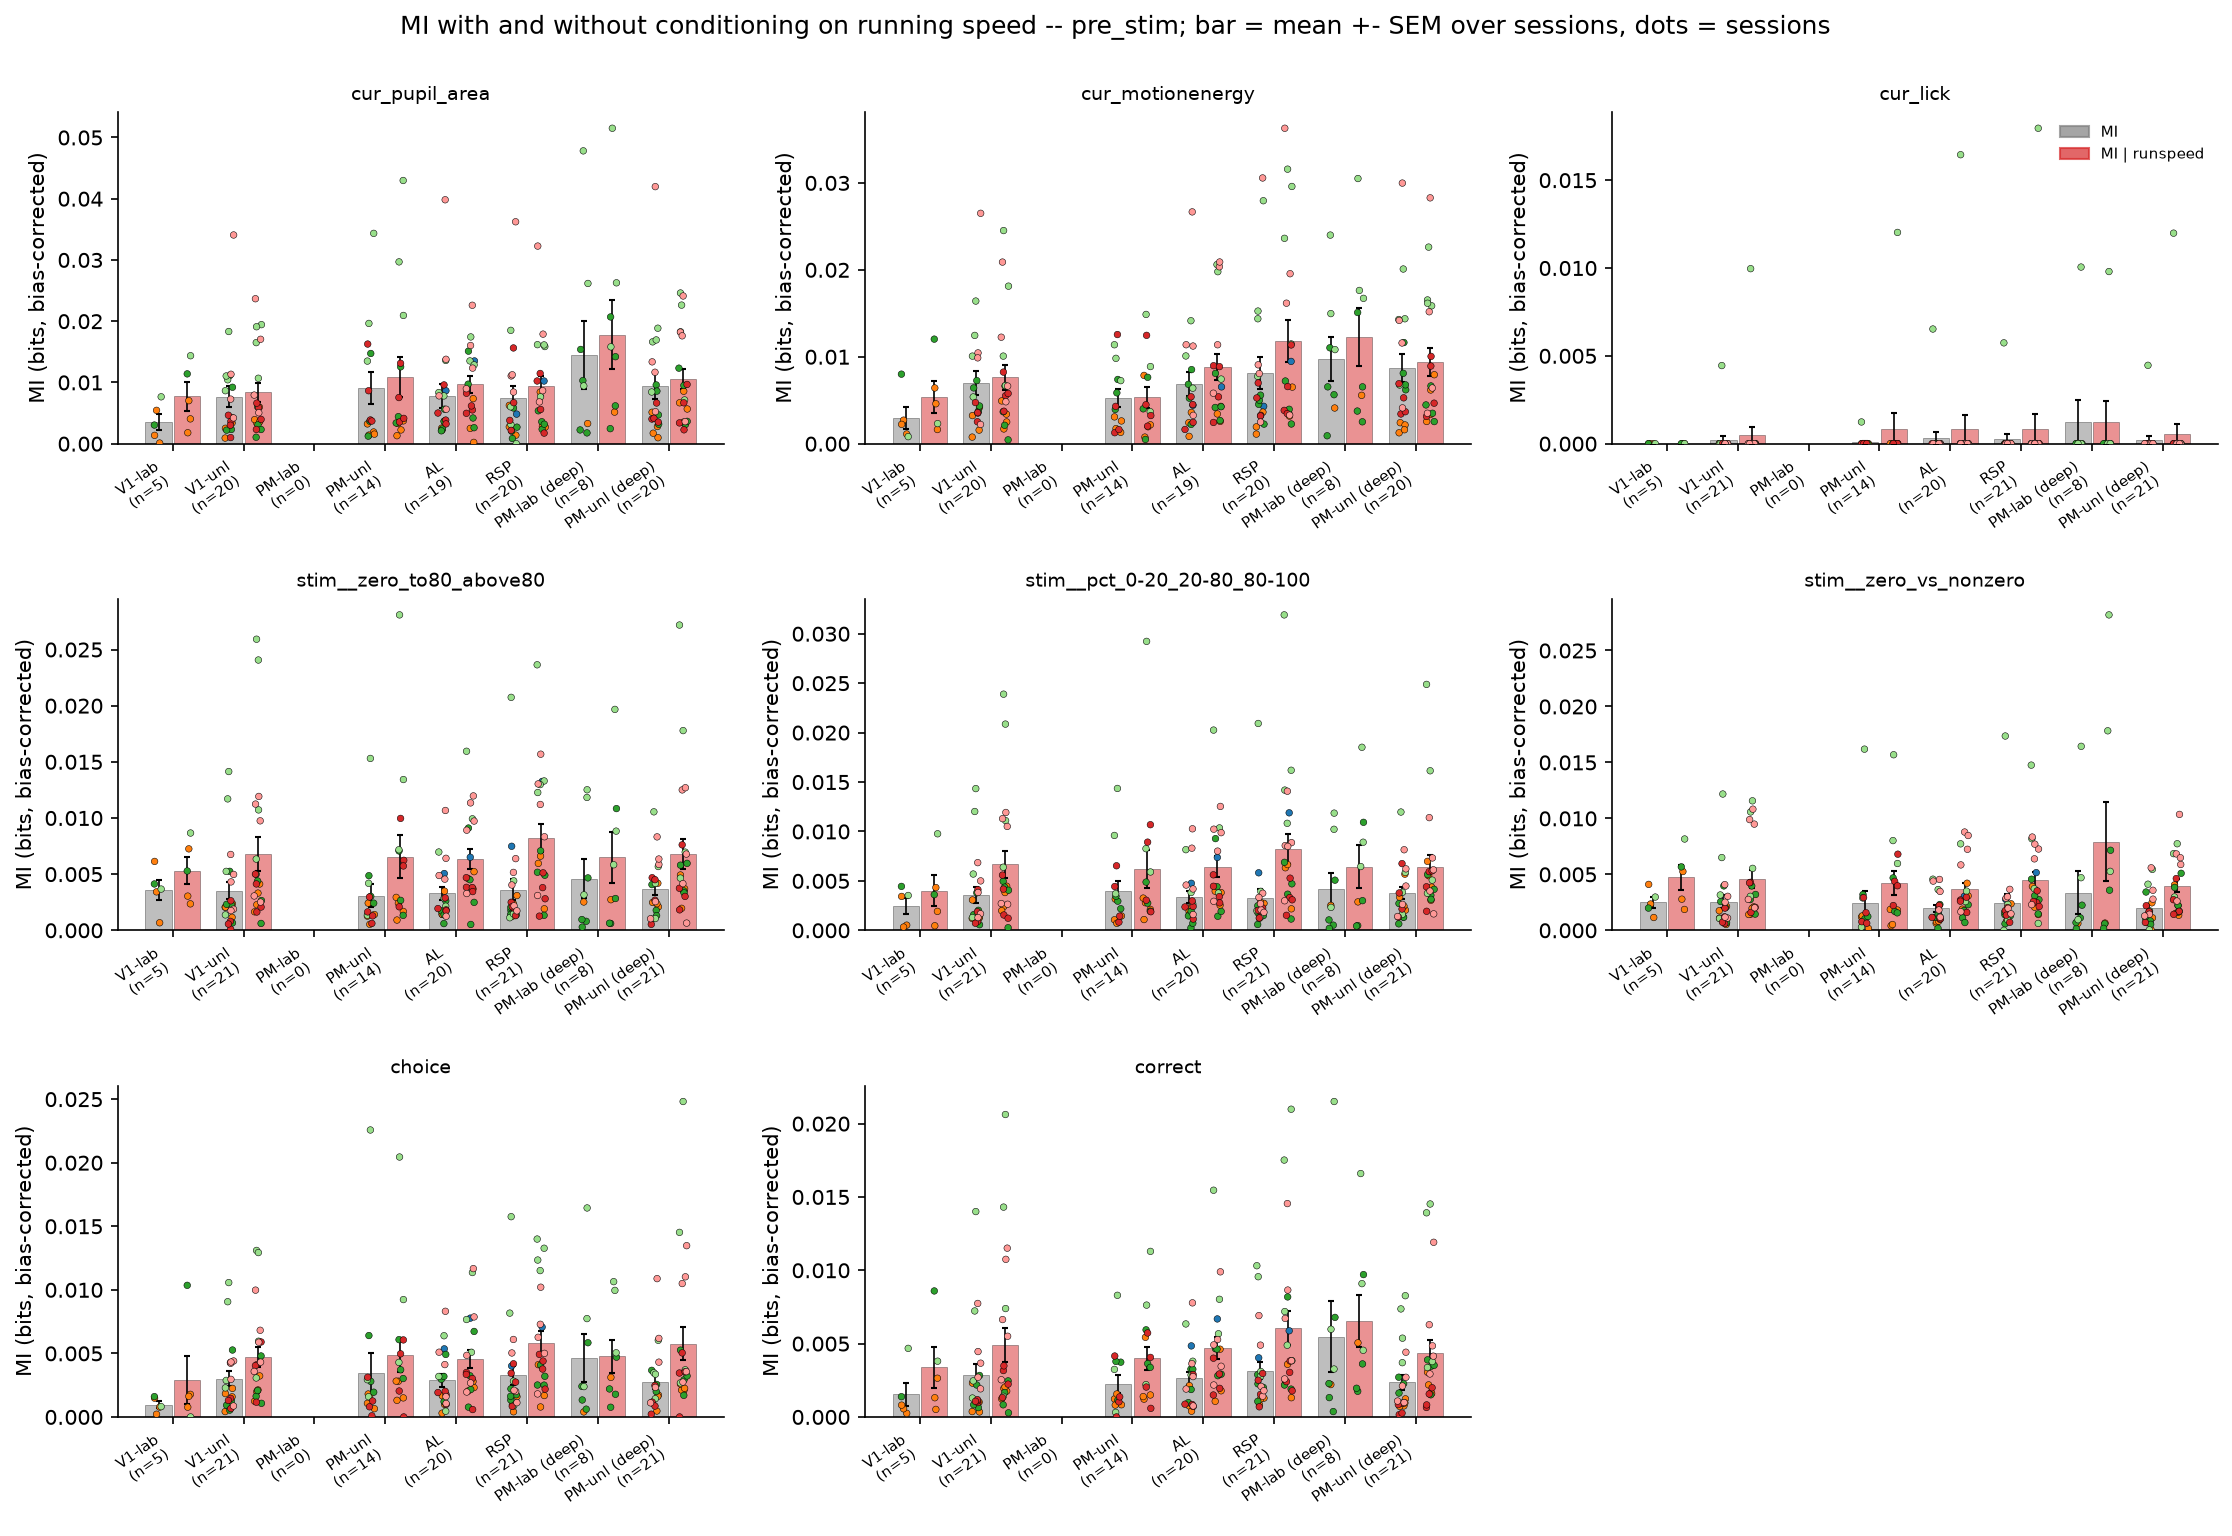 MI with and without conditioning on running speed -- pre_stim; bar = mean +- SEM over sessions, dots = sessions
cur_pupil_area
MI (bits, bias-corrected)
0.05
0.04
0.03
0.02
0.01
0.00
V1-lab
(n=5)
V1-unl
(n=20)
PM-lab
(n=0)
PM-unl
(n=14)
AL
(n=19)
RSP
(n=20)
PM-lab (deep)
(n=8)
PM-unl (deep)
(n=20)
cur_motionenergy
MI (bits, bias-corrected)
0.03
0.02
0.01
0.00
V1-lab
(n=5)
V1-unl
(n=20)
PM-lab
(n=0)
PM-unl
(n=14)
AL
(n=19)
RSP
(n=20)
PM-lab (deep)
(n=8)
PM-unl (deep)
(n=20)
cur_lick
MI
MI | runspeed
MI (bits, bias-corrected)
0.015
0.010
0.005
0.000
V1-lab
(n=5)
V1-unl
(n=21)
PM-lab
(n=0)
PM-unl
(n=14)
AL
(n=20)
RSP
(n=21)
PM-lab (deep)
(n=8)
PM-unl (deep)
(n=21)
stim__zero_to80_above80
MI (bits, bias-corrected)
0.025
0.020
0.015
0.010
0.005
0.000
V1-lab
(n=5)
V1-unl
(n=21)
PM-lab
(n=0)
PM-unl
(n=14)
AL
(n=20)
RSP
(n=21)
PM-lab (deep)
(n=8)
PM-unl (deep)
(n=21)
stim__pct_0-20_20-80_80-100
MI (bits, bias-corrected)
0.030
0.025
0.020
0.015
0.010
0.005
0.000
V1-lab
(n=5)
V1-unl
(n=21)
PM-lab
(n=0)
PM-unl
(n=14)
AL
(n=20)
RSP
(n=21)
PM-lab (deep)
(n=8)
PM-unl (deep)
(n=21)
stim__zero_vs_nonzero
MI (bits, bias-corrected)
0.025
0.020
0.015
0.010
0.005
0.000
V1-lab
(n=5)
V1-unl
(n=21)
PM-lab
(n=0)
PM-unl
(n=14)
AL
(n=20)
RSP
(n=21)
PM-lab (deep)
(n=8)
PM-unl (deep)
(n=21)
choice
MI (bits, bias-corrected)
0.025
0.020
0.015
0.010
0.005
0.000
V1-lab
(n=5)
V1-unl
(n=21)
PM-lab
(n=0)
PM-unl
(n=14)
AL
(n=20)
RSP
(n=21)
PM-lab (deep)
(n=8)
PM-unl (deep)
(n=21)
correct
MI (bits, bias-corrected)
0.020
0.015
0.010
0.005
0.000
V1-lab
(n=5)
V1-unl
(n=21)
PM-lab
(n=0)
PM-unl
(n=14)
AL
(n=20)
RSP
(n=21)
PM-lab (deep)
(n=8)
PM-unl (deep)
(n=21)